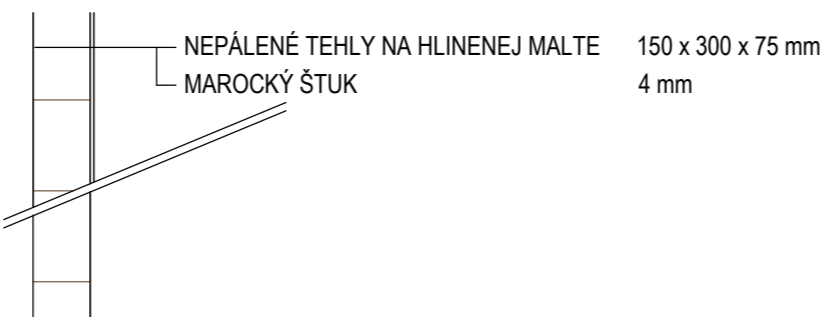 NEPÁLENÉ TEHLY NA HLINENEJ MALTE 150 x 300 x 75 mm
MAROCKÝ ŠTUK 4 mm